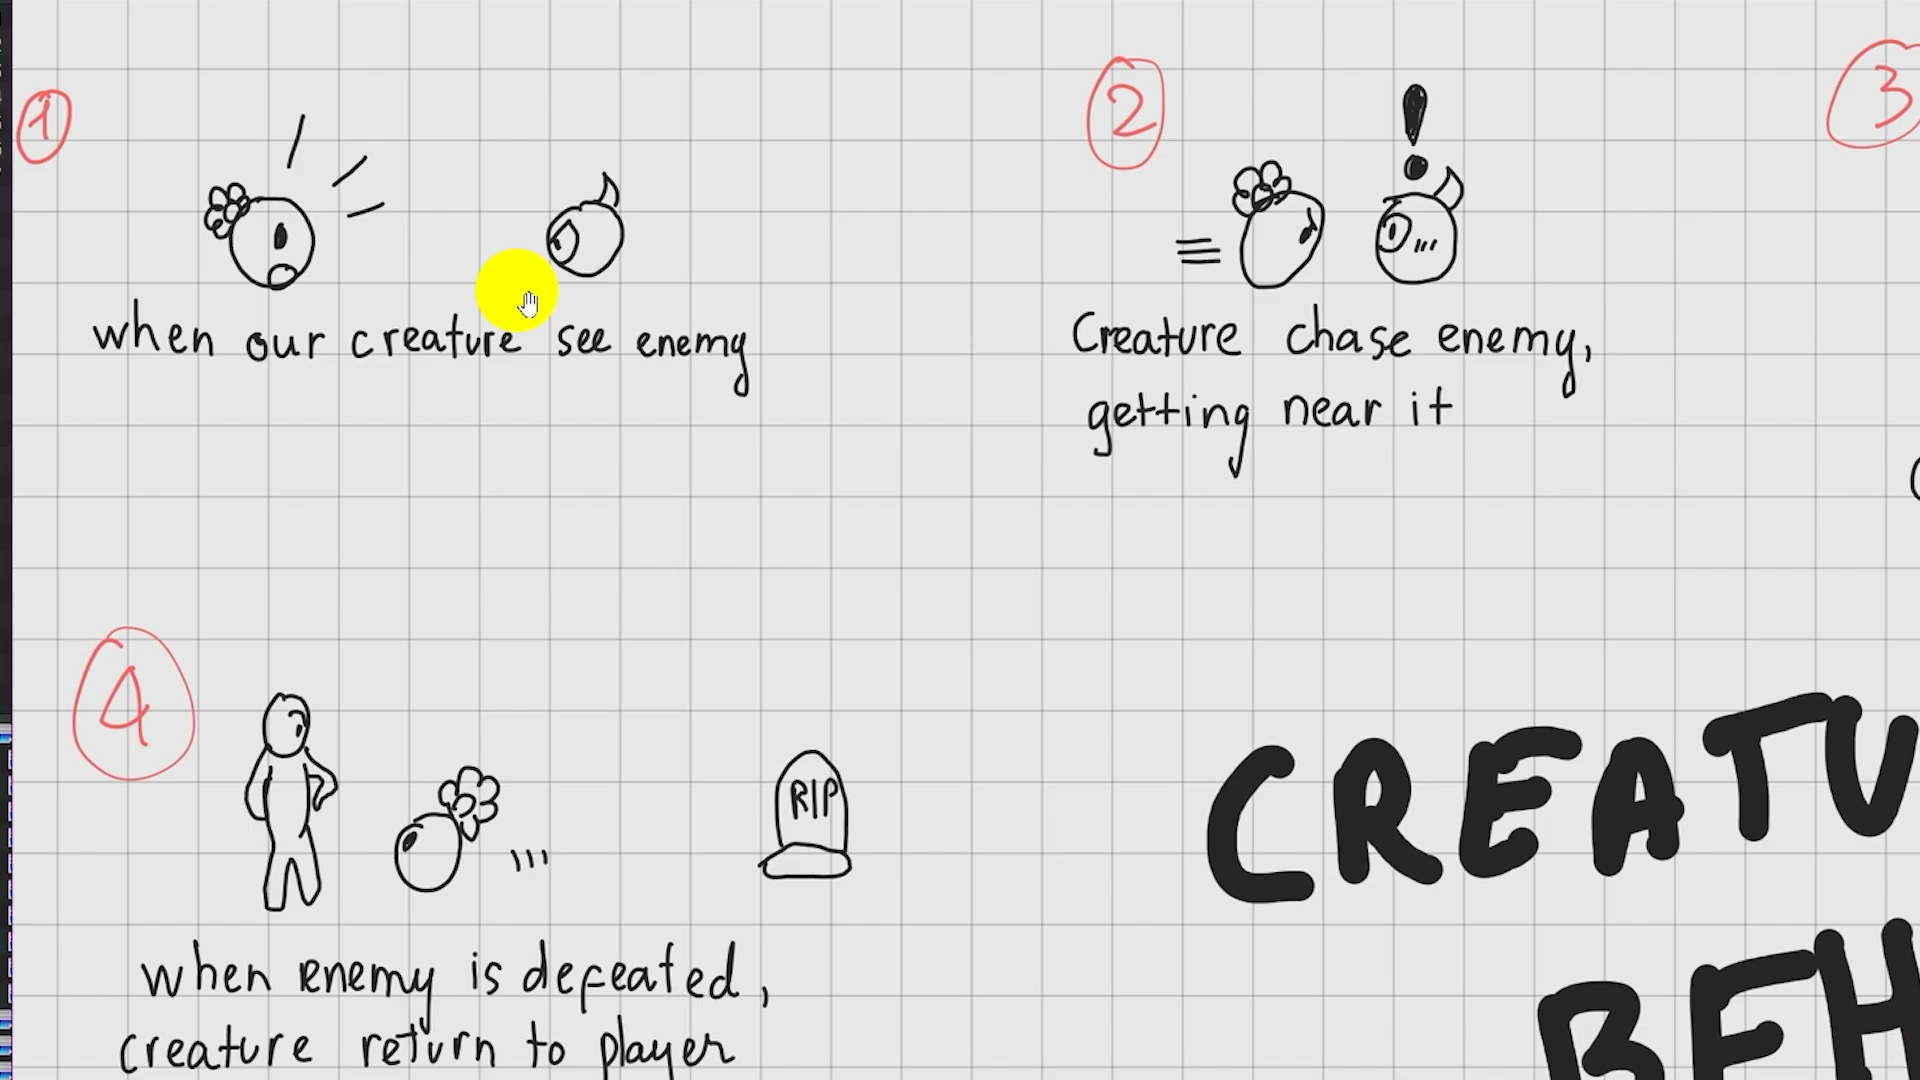 1
when our creature see enemy
2
!
Creature chase enemy,
getting near it
3
4
RIP
when enemy is defeated,
creature return to player
CREATU
BEH